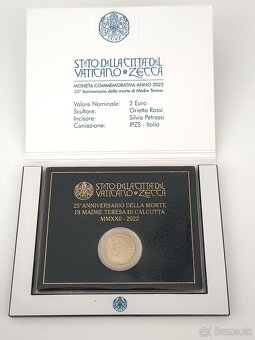 STATO DELLA CITTÀ DEL
VATICANO ZECCA
MONETA COMMEMORATIVA ANNO 2022
25° Anniversario della morte di Madre Teresa
Valore Nominale: 2 Euro
Scultore: Orietta Rossi
Incisore: Silvia Petrassi
Coniazione: IPZS - Italia
STATO DELLA CITTÀ DEL
VATICANO ZECCA
25° ANNIVERSARIO DELLA MORTE
DI MADRE TERESA DI CALCUTTA
MMXXII - 2022
bazos.sk